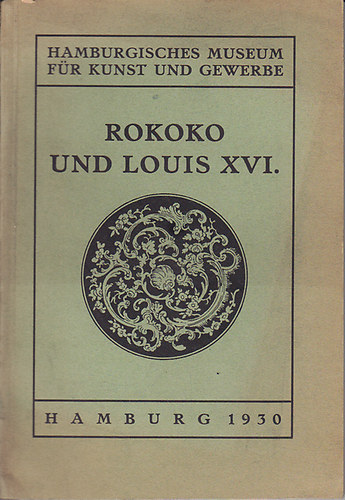 HAMBURGISCHES MUSEUM
FÜR KUNST UND GEWERBE
ROKOKO
UND LOUIS XVI.
HAMBURG 1930